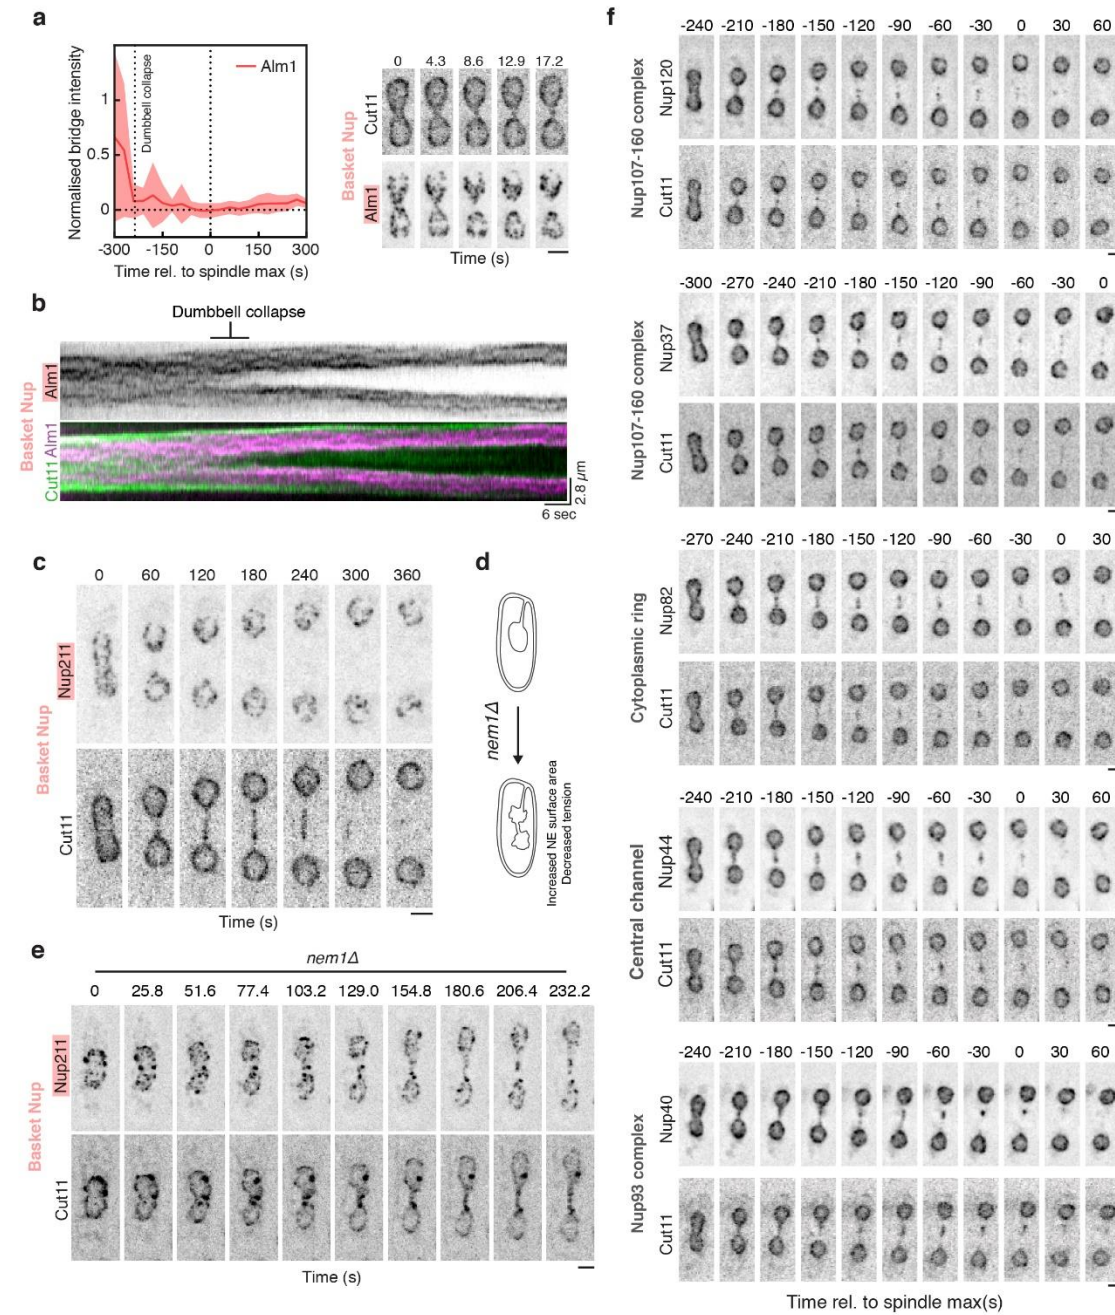 a
Normalised bridge intensity
1
0.5
0
Dumbbell collapse
Alm1
-300 -150 0 150 300
Time rel. to spindle max (s)
Basket Nup
0 4.3 8.6 12.9 17.2
Cut11
Alm1
Time (s)
b
Dumbbell collapse
Basket Nup
Alm1
Cut11 Alm1
2.8 µm
6 sec
c
0 60 120 180 240 300 360
Basket Nup
Nup211
Cut11
Time (s)
d
nem1Δ
Increased NE surface area
Decreased tension
e
nem1Δ
0 25.8 51.6 77.4 103.2 129.0 154.8 180.6 206.4 232.2
Basket Nup
Nup211
Cut11
Time (s)
f
-240 -210 -180 -150 -120 -90 -60 -30 0 30 60
Nup107-160 complex
Nup120
Cut11
-300 -270 -240 -210 -180 -150 -120 -90 -60 -30 0
Nup107-160 complex
Nup37
Cut11
-270 -240 -210 -180 -150 -120 -90 -60 -30 0 30
Cytoplasmic ring
Nup82
Cut11
-240 -210 -180 -150 -120 -90 -60 -30 0 30 60
Central channel
Nup44
Cut11
-240 -210 -180 -150 -120 -90 -60 -30 0 30 60
Nup93 complex
Nup40
Cut11
Time rel. to spindle max(s)